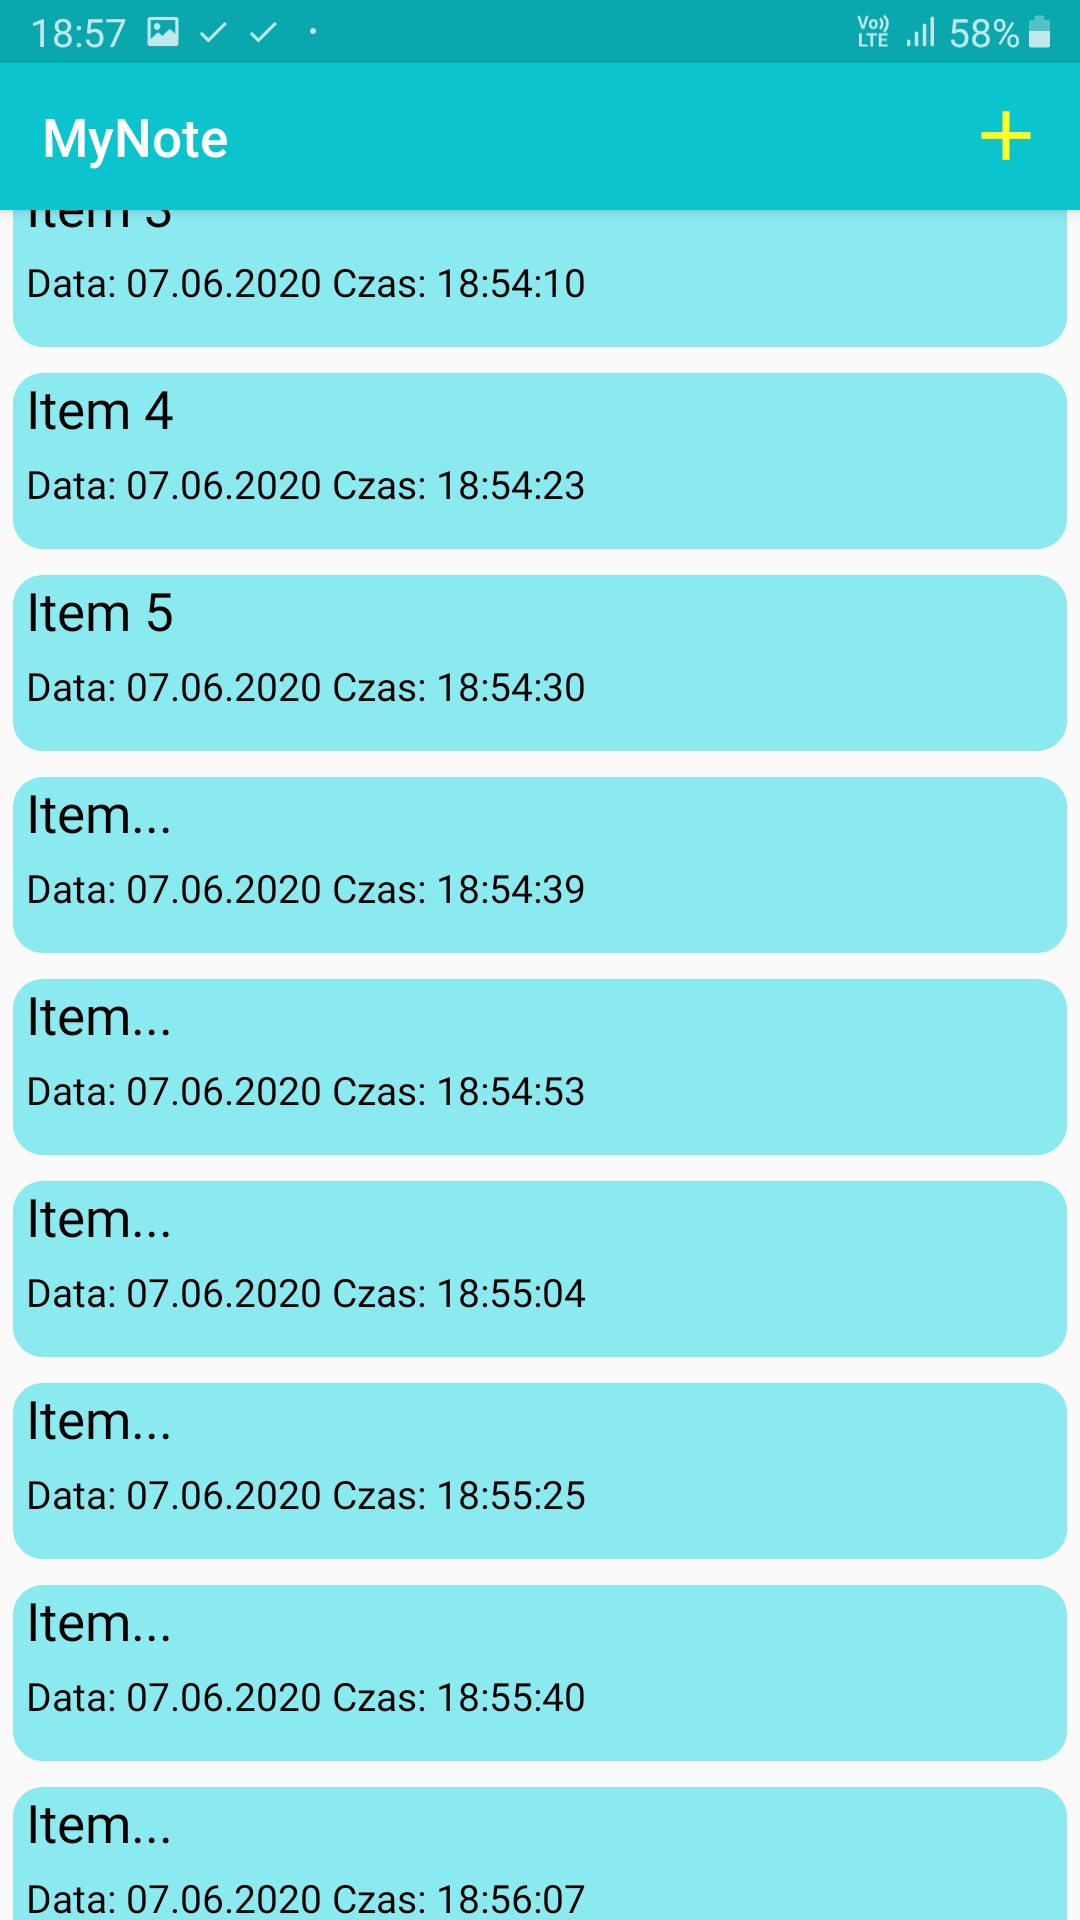 18:57
Vo)) LTE 58%
MyNote
Item 3
Data: 07.06.2020 Czas: 18:54:10
Item 4
Data: 07.06.2020 Czas: 18:54:23
Item 5
Data: 07.06.2020 Czas: 18:54:30
Item...
Data: 07.06.2020 Czas: 18:54:39
Item...
Data: 07.06.2020 Czas: 18:54:53
Item...
Data: 07.06.2020 Czas: 18:55:04
Item...
Data: 07.06.2020 Czas: 18:55:25
Item...
Data: 07.06.2020 Czas: 18:55:40
Item...
Data: 07.06.2020 Czas: 18:56:07